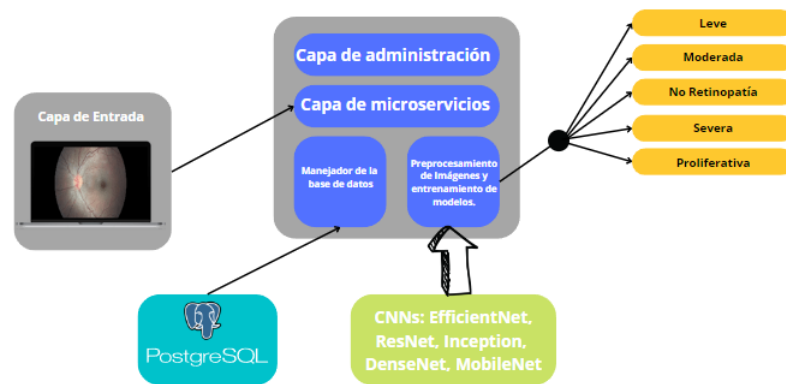 Capa de Entrada
Capa de administración
Capa de microservicios
Manejador de la
base de datos
Preprocesamiento
de Imágenes y
entrenamiento de
modelos.
Leve
Moderada
No Retinopatía
Severa
Proliferativa
PostgreSQL
CNNs: EfficientNet,
ResNet, Inception,
DenseNet, MobileNet